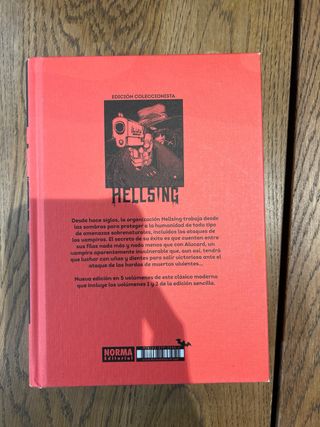 EDICIÓN COLECCIONISTA
HELLSING
Desde hace siglos, la organización Hellsing trabaja desde
las sombras para proteger a la humanidad de todo tipo
de amenazas sobrenaturales, incluidos los ataques de
los vampiros. El secreto de su éxito es que cuentan entre
sus filas nada más y nada menos que con Alucard, un
vampiro aparentemente invulnerable que, aun así, tendrá
que luchar con uñas y dientes para salir victorioso ante el
ataque de las hordas de muertos vivientes...
Nueva edición en 5 volúmenes de este clásico moderno
que incluye los volúmenes 1 y 2 de la edición sencilla.
NORMA
Editorial